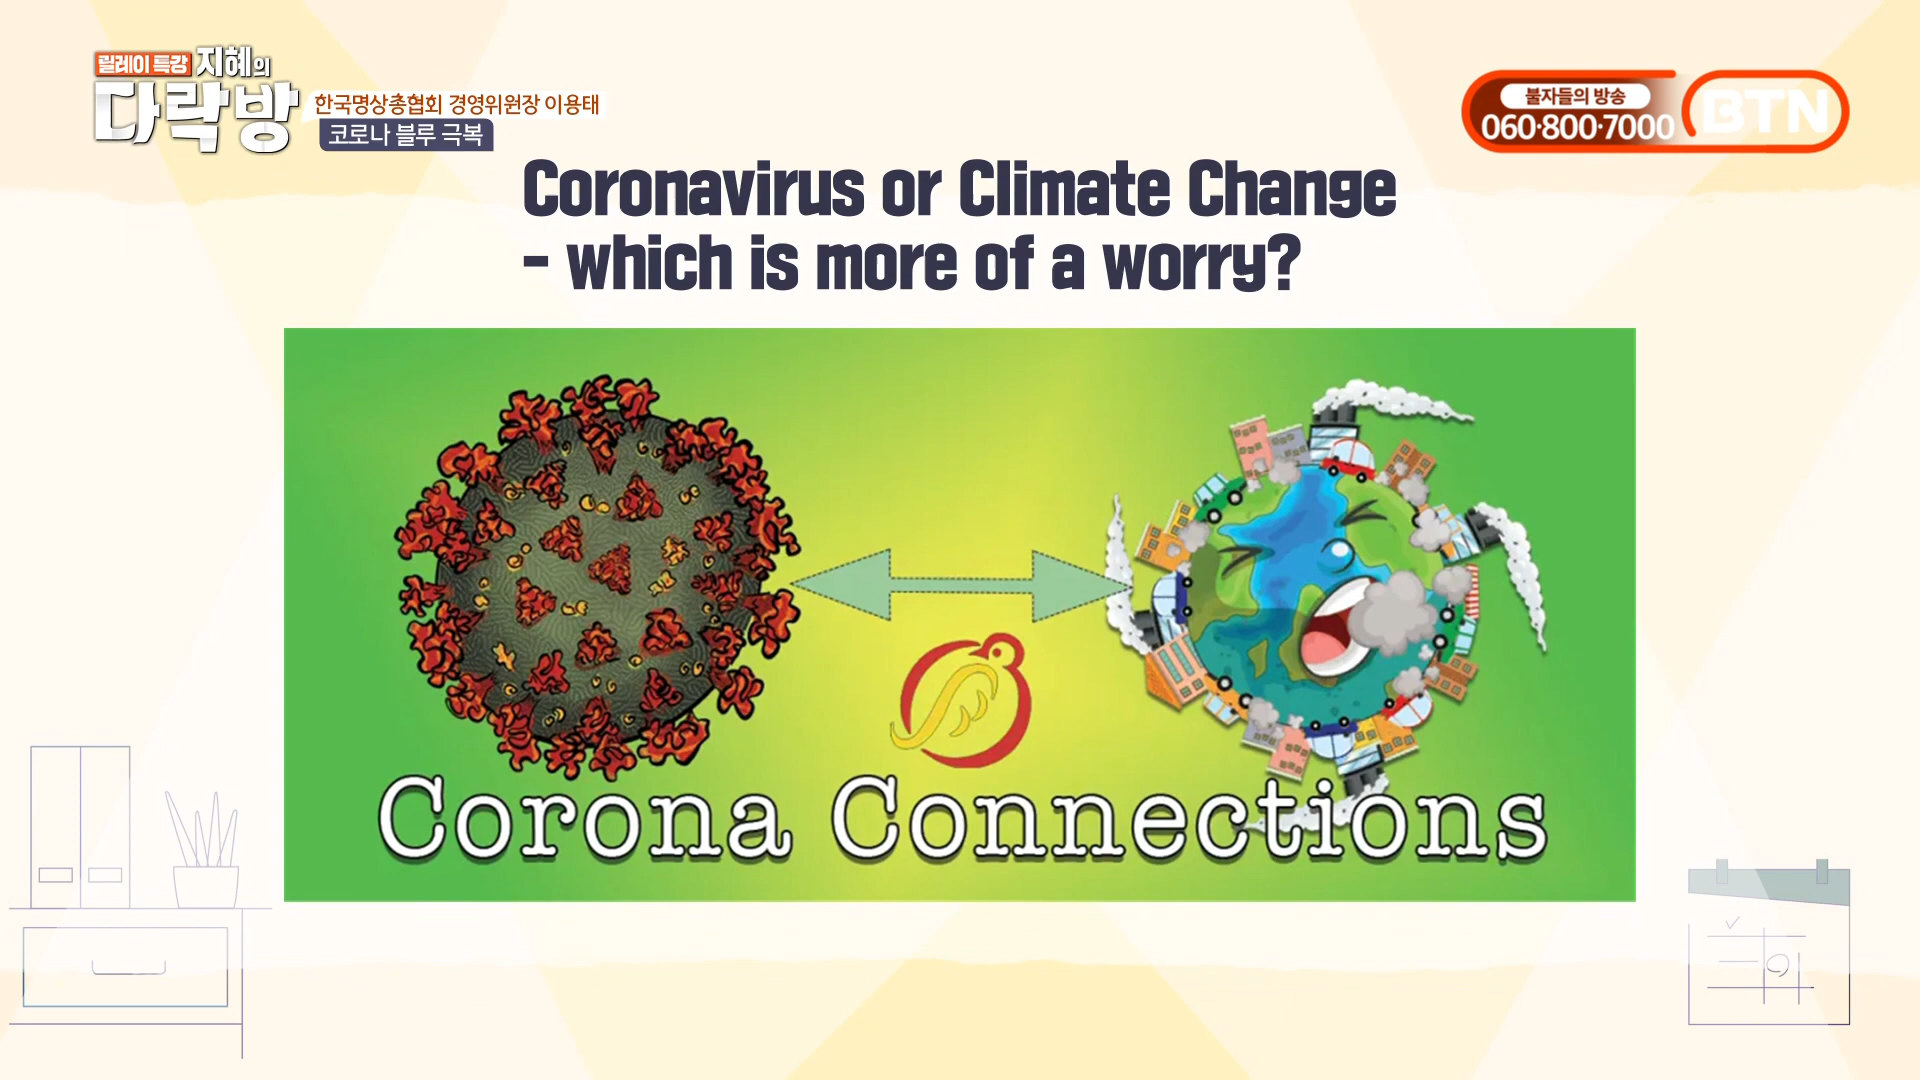 릴레이 특강 지혜의
다락방
한국명상총협회 경영위원장 이용태
코로나 블루 극복
불자들의 방송
060·800·7000
BTN
Coronavirus or Climate Change
- which is more of a worry?
Corona Connections